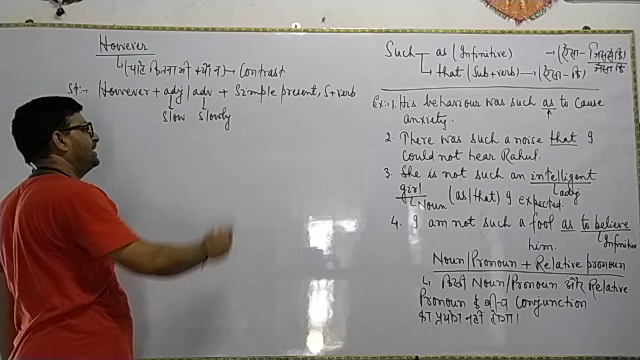 However
↳ (चाहे कितना भी क्यों न) → Contrast
St:- However + adj/adv + Simple present, S+verb
Slow Slowly
Such as (Infinitive) → (ऐसा - जिससे कि / जैसा कि)
↳ that (Sub+verb) → (ऐसा - कि)
Ex:- 1. His behaviour was such as to cause
anxiety.
2. There was such a noise that I
could not hear Rahul.
3. She is not such an intelligent
girl (as/that) I expected.
Noun adj
4. I am not such a fool as to believe
him. Infinitive
Noun/Pronoun + Relative pronoun
↳ किसी Noun/Pronoun और Relative
Pronoun के बीच Conjunction
का प्रयोग नहीं होगा।